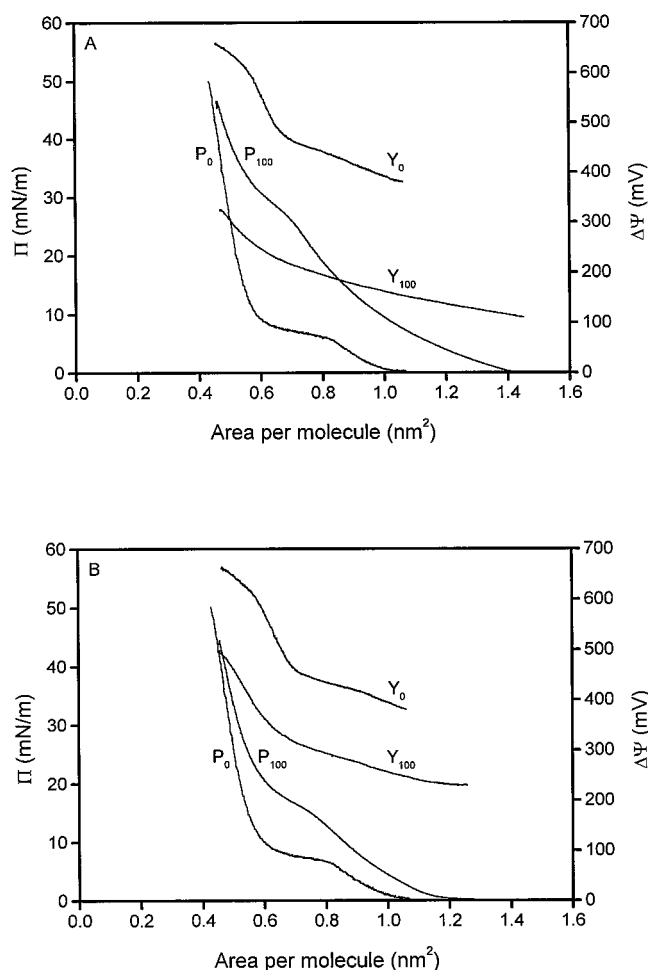 A
60
50
40
30
20
10
0
Π (mN/m)
700
600
500
400
300
200
100
0
ΔΨ (mV)
Y₀
P₀
P₁₀₀
Y₁₀₀
0.0 0.2 0.4 0.6 0.8 1.0 1.2 1.4 1.6
Area per molecule (nm²)
B
60
50
40
30
20
10
0
Π (mN/m)
700
600
500
400
300
200
100
0
ΔΨ (mV)
Y₀
P₀
P₁₀₀
Y₁₀₀
0.0 0.2 0.4 0.6 0.8 1.0 1.2 1.4 1.6
Area per molecule (nm²)